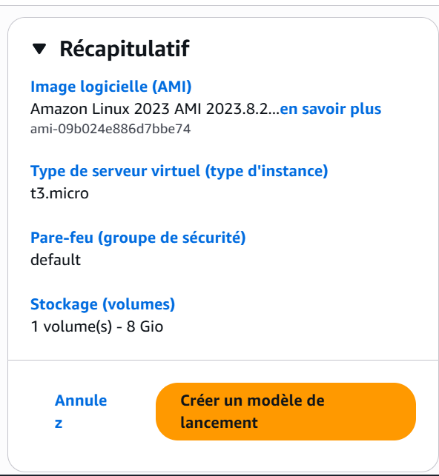 Récapitulatif
Image logicielle (AMI)
Amazon Linux 2023 AMI 2023.8.2...en savoir plus
ami-09b024e886d7bbe74
Type de serveur virtuel (type d'instance)
t3.micro
Pare-feu (groupe de sécurité)
default
Stockage (volumes)
1 volume(s) - 8 Gio
Annule
z
Créer un modèle de
lancement